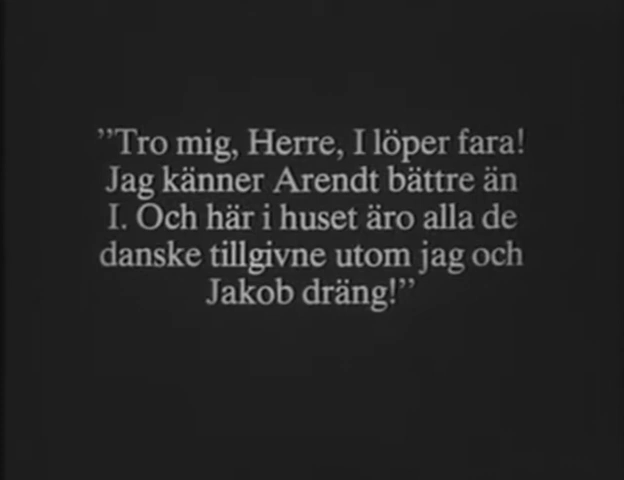 ”Tro mig, Herre, I löper fara!
Jag känner Arendt bättre än
I. Och här i huset äro alla de
danske tillgivne utom jag och
Jakob dräng!”